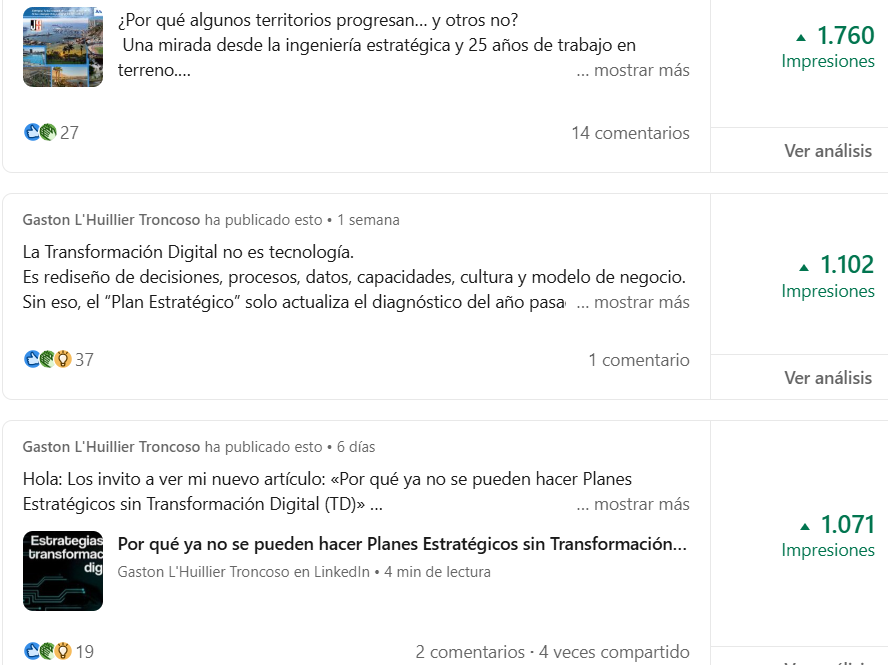 ¿Por qué algunos territorios progresan... y otros no?
Una mirada desde la ingeniería estratégica y 25 años de trabajo en
terreno.... ... mostrar más
1.760
Impresiones
27 14 comentarios
Ver análisis
Gaston L'Huillier Troncoso ha publicado esto • 1 semana
La Transformación Digital no es tecnología.
Es rediseño de decisiones, procesos, datos, capacidades, cultura y modelo de negocio.
Sin eso, el “Plan Estratégico” solo actualiza el diagnóstico del año pasa ... mostrar más
1.102
Impresiones
37 1 comentario
Ver análisis
Gaston L'Huillier Troncoso ha publicado esto • 6 días
Hola: Los invito a ver mi nuevo artículo: «Por qué ya no se pueden hacer Planes
Estratégicos sin Transformación Digital (TD)» ... ... mostrar más
1.071
Impresiones
Estrategias
transformac
dig
Por qué ya no se pueden hacer Planes Estratégicos sin Transformación...
Gaston L'Huillier Troncoso en LinkedIn • 4 min de lectura
19 2 comentarios · 4 veces compartido